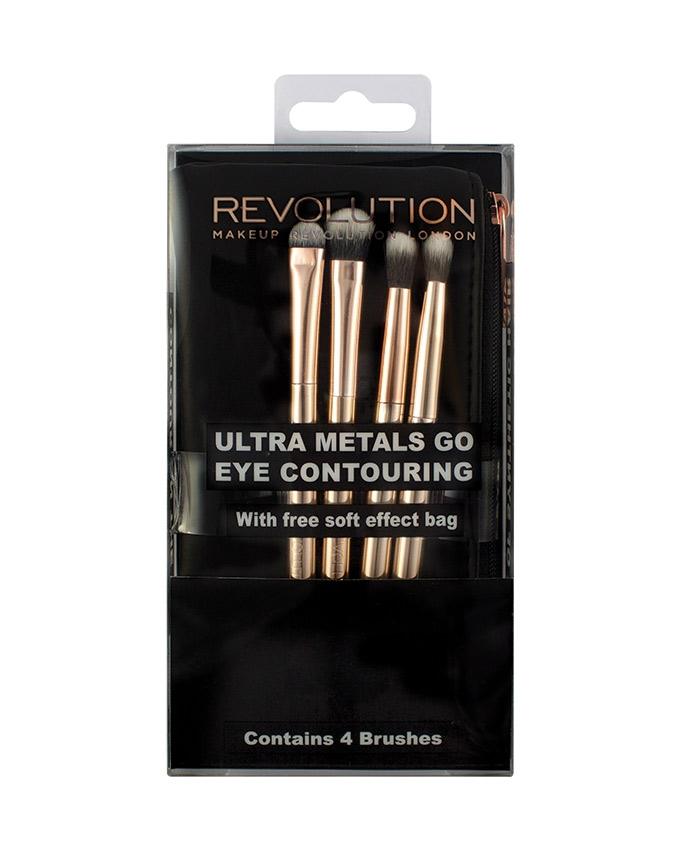 REVOLUTION
MAKEUP REVOLUTION LONDON
ULTRA METALS GO
EYE CONTOURING
With free soft effect bag
Contains 4 Brushes